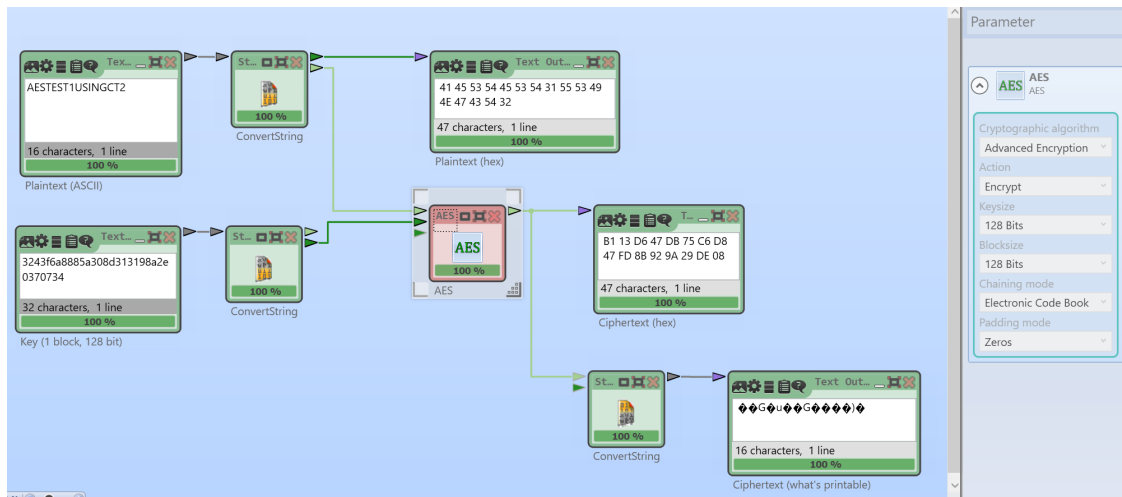 Parameter
Tex...
AESTEST1USINGCT2
16 characters, 1 line
100 %
Plaintext (ASCII)
St...
100 %
ConvertString
Text Out...
41 45 53 54 45 53 54 31 55 53 49
4E 47 43 54 32
47 characters, 1 line
100 %
Plaintext (hex)
AES
AES
100 %
AES
Text...
3243f6a8885a308d313198a2e
0370734
32 characters, 1 line
100 %
Key (1 block, 128 bit)
St...
100 %
ConvertString
T...
B1 13 D6 47 DB 75 C6 D8
47 FD 8B 92 9A 29 DE 08
47 characters, 1 line
100 %
Ciphertext (hex)
St...
100 %
ConvertString
Text Out...
��G�u��G����)�
16 characters, 1 line
100 %
Ciphertext (what's printable)
AES
AES
AES
Cryptographic algorithm
Advanced Encryption
Action
Encrypt
Keysize
128 Bits
Blocksize
128 Bits
Chaining mode
Electronic Code Book
Padding mode
Zeros